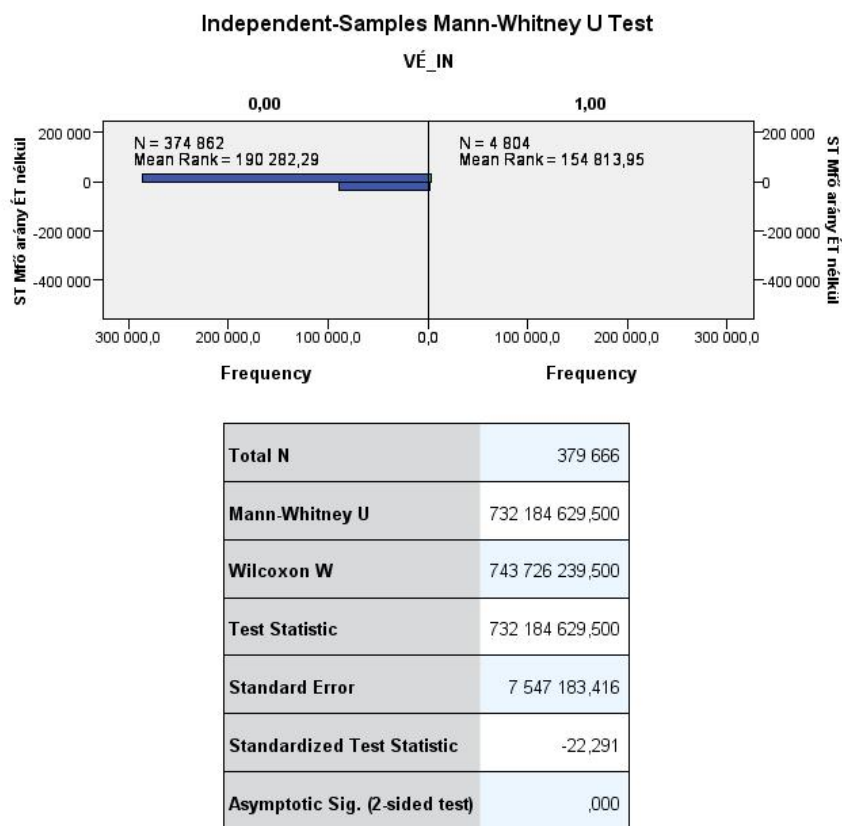 Independent-Samples Mann-Whitney U Test
VÉ_IN
0,00 1,00
N = 374 862
Mean Rank = 190 282,29
N = 4 804
Mean Rank = 154 813,95
ST Mfő arány ÉT nélkül
200 000
0
-200 000
-400 000
200 000
0
-200 000
-400 000
ST Mfő arány ÉT nélkül
300 000,0 200 000,0 100 000,0 0,0 100 000,0 200 000,0 300 000,0
Frequency Frequency
Total N 379 666
Mann-Whitney U 732 184 629,500
Wilcoxon W 743 726 239,500
Test Statistic 732 184 629,500
Standard Error 7 547 183,416
Standardized Test Statistic -22,291
Asymptotic Sig. (2-sided test) ,000